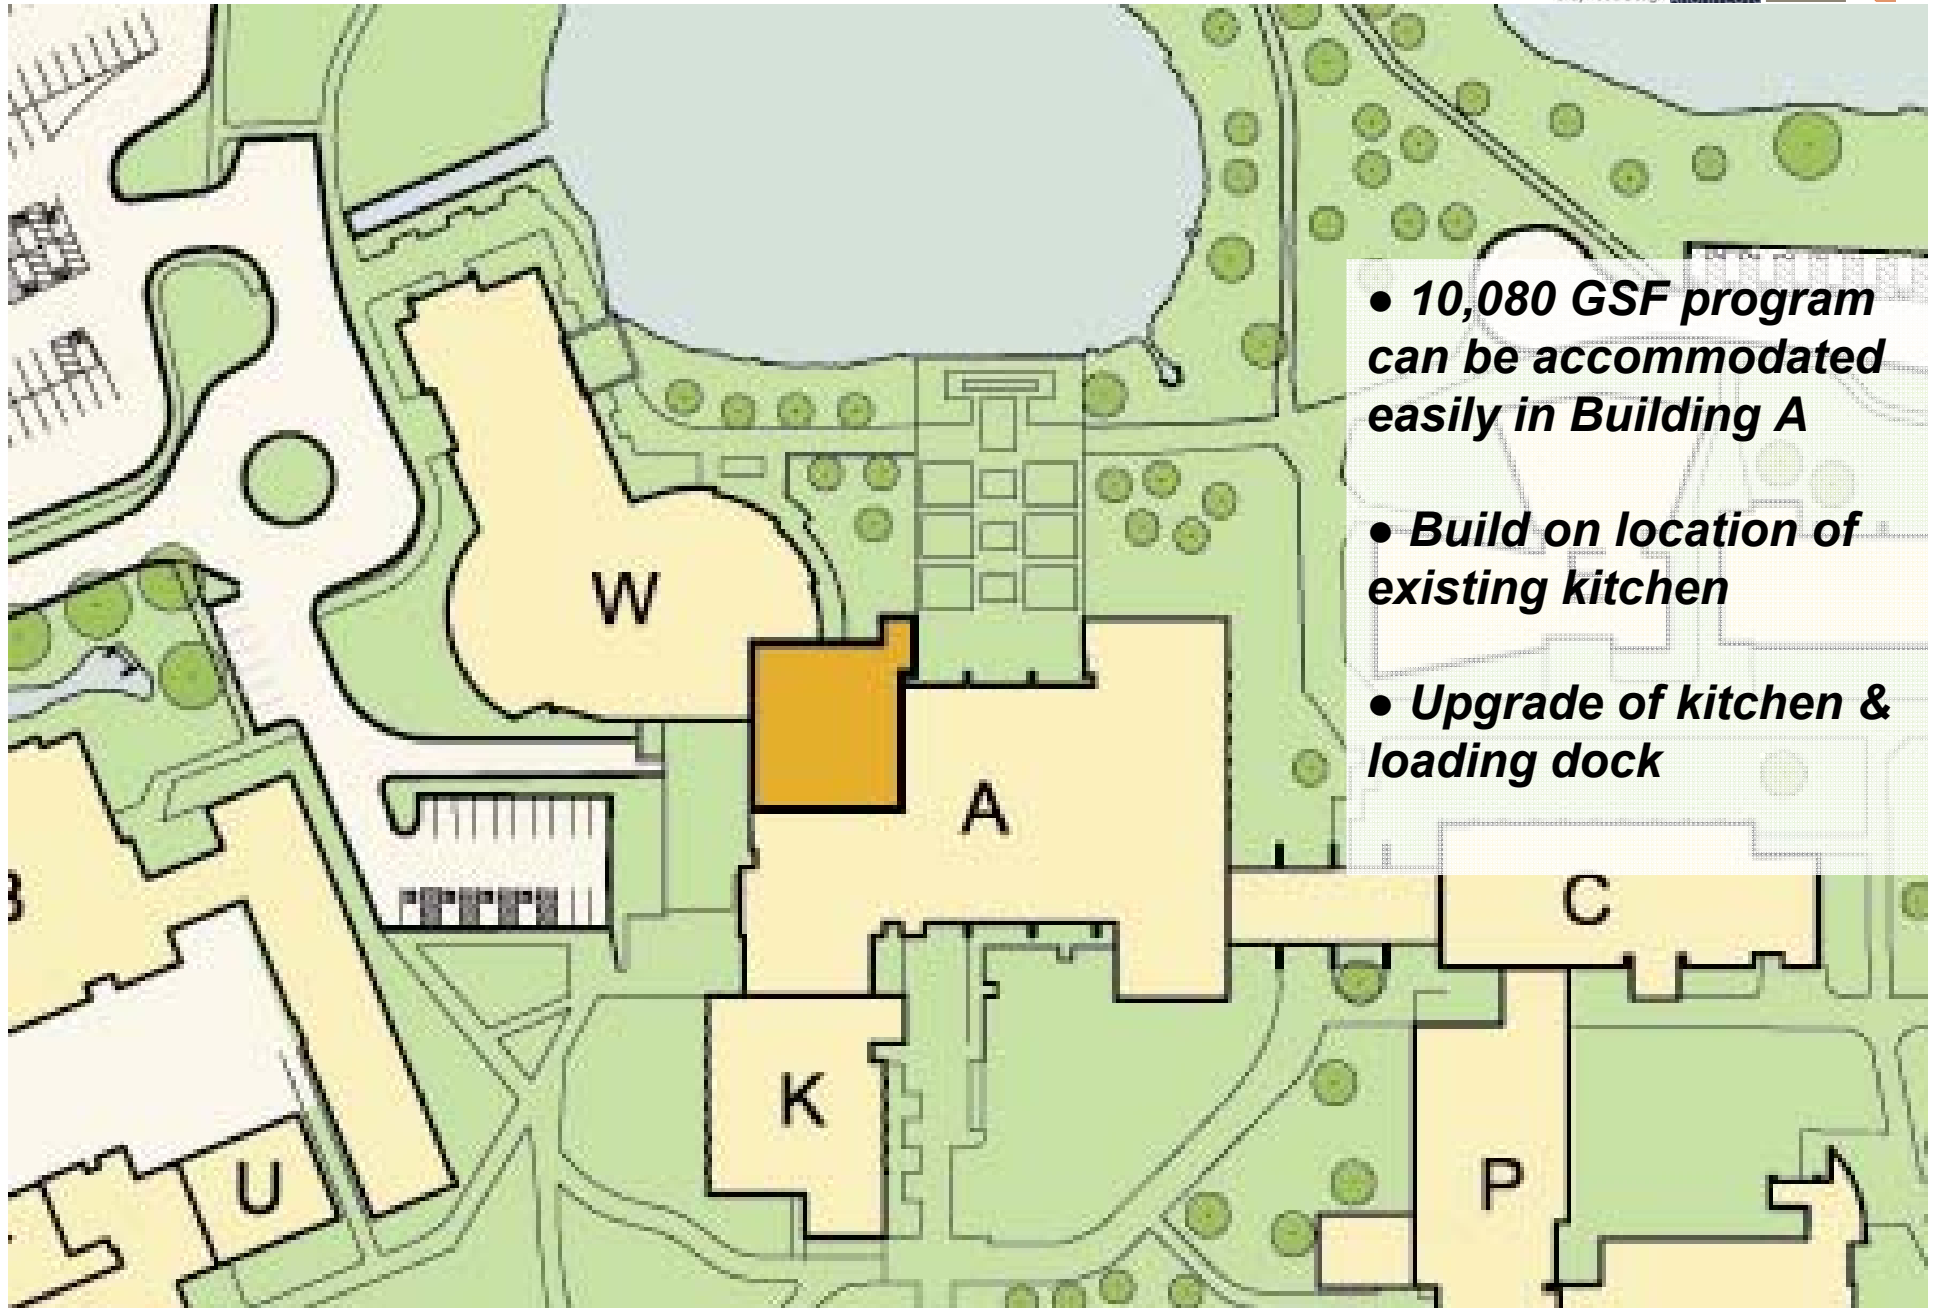 ● 10,080 GSF program
can be accommodated
easily in Building A
● Build on location of
existing kitchen
● Upgrade of kitchen &
loading dock
W
A
C
K
P
U